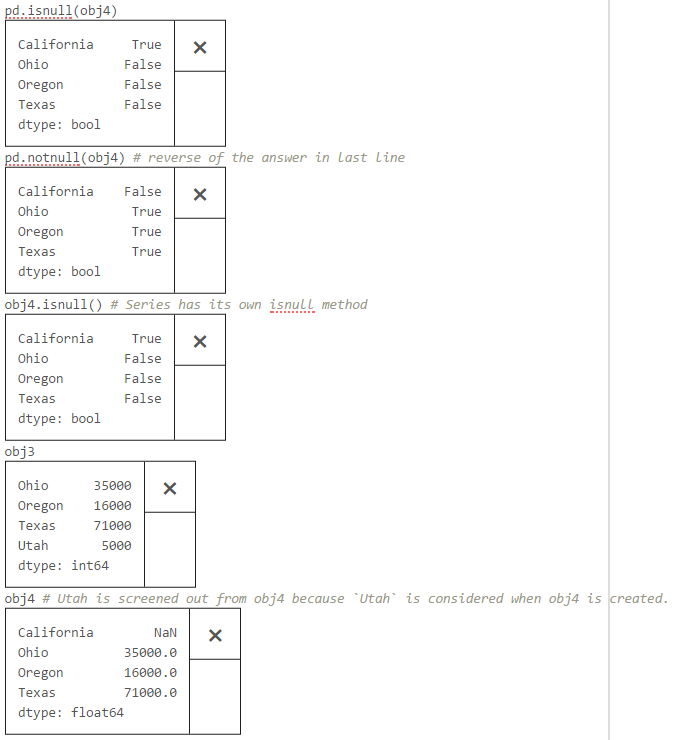 pd.isnull(obj4)
California     True
Ohio          False
Oregon        False
Texas         False
dtype: bool
pd.notnull(obj4) # reverse of the answer in last line
California    False
Ohio           True
Oregon         True
Texas          True
dtype: bool
obj4.isnull() # Series has its own isnull method
California     True
Ohio          False
Oregon        False
Texas         False
dtype: bool
obj3
Ohio      35000
Oregon    16000
Texas     71000
Utah       5000
dtype: int64
obj4 # Utah is screened out from obj4 because `Utah` is considered when obj4 is created.
California        NaN
Ohio          35000.0
Oregon        16000.0
Texas         71000.0
dtype: float64